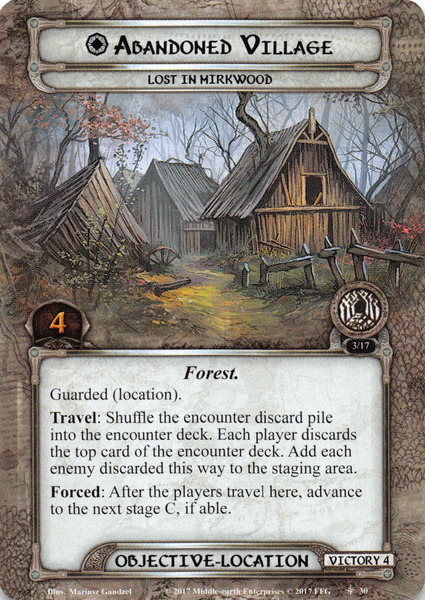 Abandoned Village
Lost in Mirkwood
4
3/17
Forest.
Guarded (location).
Travel: Shuffle the encounter discard pile
into the encounter deck. Each player discards
the top card of the encounter deck. Add each
enemy discarded this way to the staging area.
Forced: After the players travel here, advance
to the next stage C, if able.
OBJECTIVE-LOCATION
VICTORY 4
Illus. Mariusz Gandzel
© 2017 Middle-earth Enterprises © 2017 FFG
30